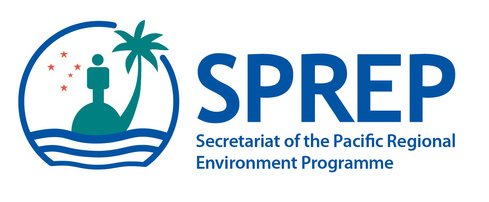 SPREP
Secretariat of the Pacific Regional
Environment Programme